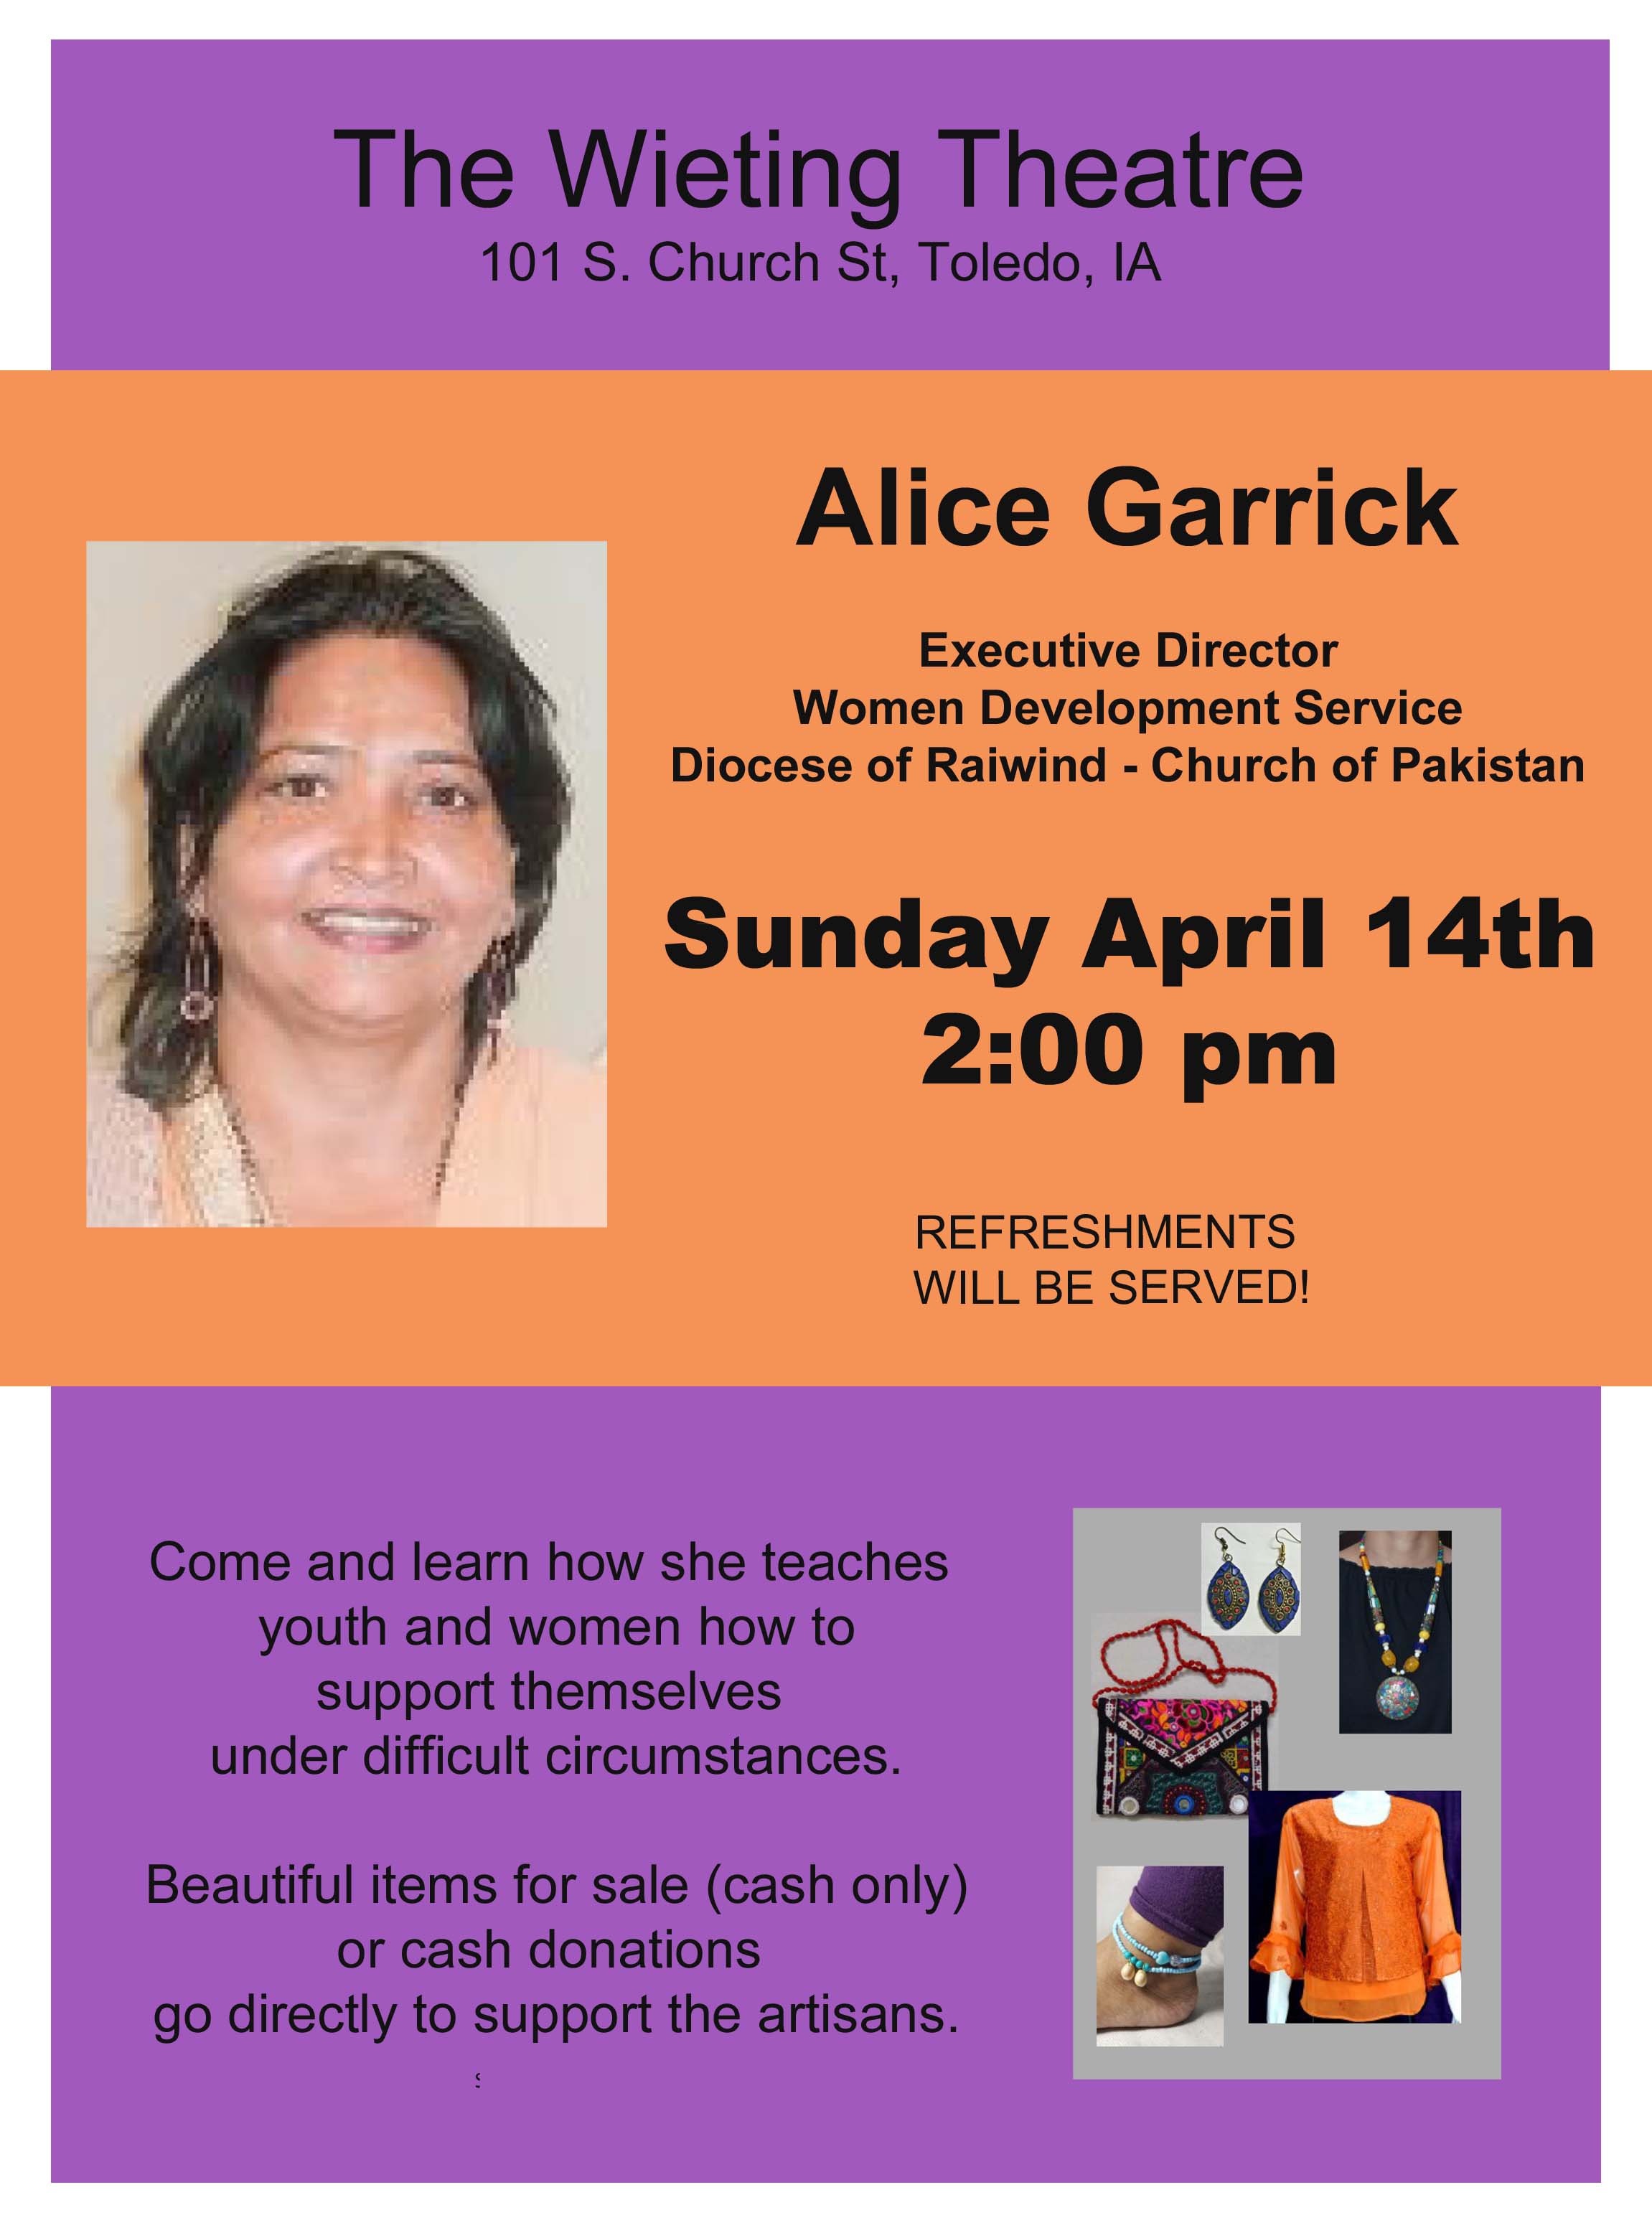 The Wieting Theatre
101 S. Church St, Toledo, IA
Alice Garrick
Executive Director
Women Development Service
Diocese of Raiwind - Church of Pakistan
Sunday April 14th
2:00 pm
REFRESHMENTS
WILL BE SERVED!
Come and learn how she teaches
youth and women how to
support themselves
under difficult circumstances.
Beautiful items for sale (cash only)
or cash donations
go directly to support the artisans.